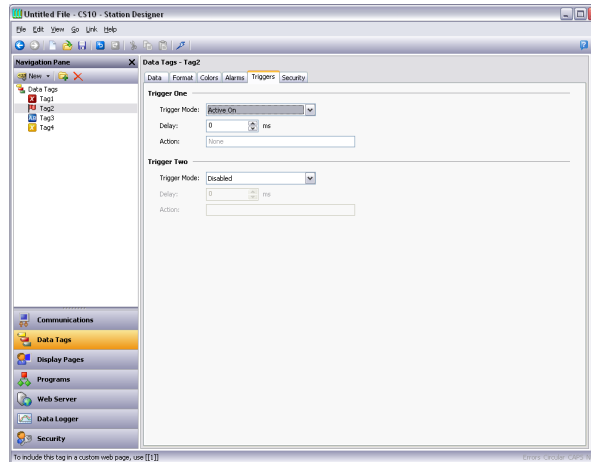 Untitled File - CS10 - Station Designer
File Edit View Go Link Help
Navigation Pane
New
Data Tags
Tag1
Tag2
Tag3
Tag4
Communications
Data Tags
Display Pages
Programs
Web Server
Data Logger
Security
Data Tags - Tag2
Data Format Colors Alarms Triggers Security
Trigger One
Trigger Mode: Active On
Delay: 0 ms
Action: None
Trigger Two
Trigger Mode: Disabled
Delay: 0 ms
Action:
To include this tag in a custom web page, use [[1]]
Errors Circular CAPS